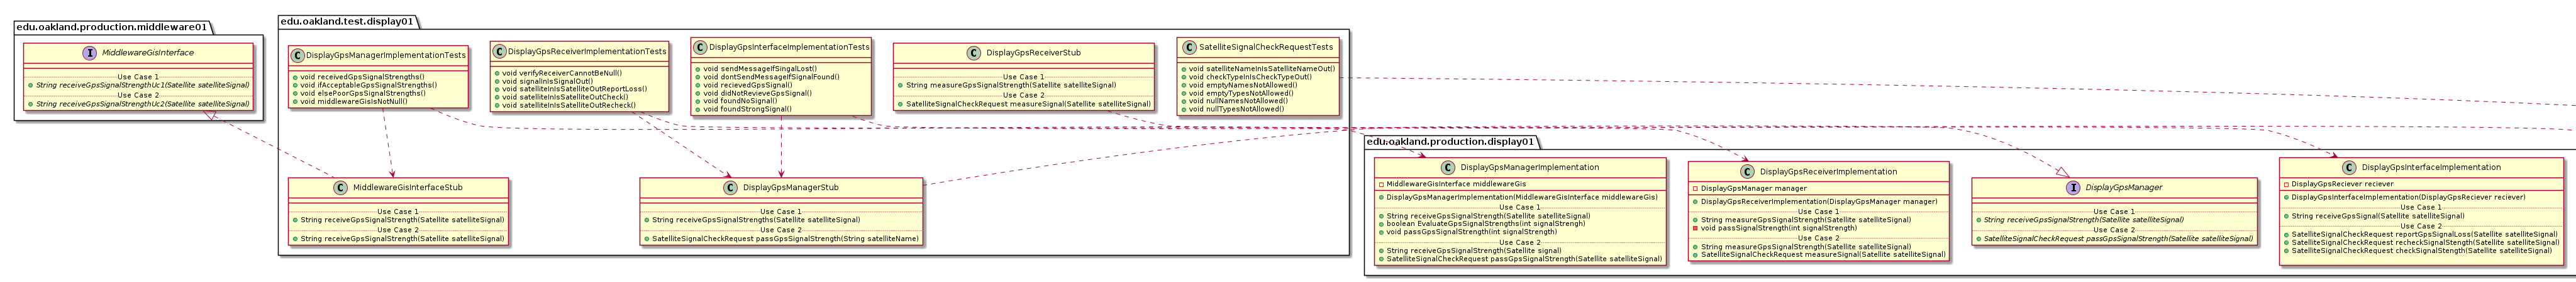 edu.oakland.production.middleware01
I MiddlewareGisInterface
Use Case 1
String receiveGpsSignalStrengthUc1(Satellite satelliteSignal)
Use Case 2
String receiveGpsSignalStrengthUc2(Satellite satelliteSignal)
edu.oakland.test.display01
C DisplayGpsManagerImplementationTests
void receivedGpsSignalStrengths()
void ifAcceptableGpsSignalStrengths()
void elsePoorGpsSignalStrengths()
void middlewareGisIsNotNull()
C DisplayGpsReceiverImplementationTests
void verifyReceiverCannotBeNull()
void signalInIsSignalOut()
void satelliteInIsSatelliteOutReportLoss()
void satelliteInIsSatelliteOutCheck()
void satelliteInIsSatelliteOutRecheck()
C DisplayGpsInterfaceImplementationTests
void sendMessageIfSingalLost()
void dontSendMessageIfSignalFound()
void recievedGpsSignal()
void didNotRevieveGpsSignal()
void foundNoSignal()
void foundStrongSignal()
C DisplayGpsReceiverStub
Use Case 1
String measureGpsSignalStrength(Satellite satelliteSignal)
Use Case 2
SatelliteSignalCheckRequest measureSignal(Satellite satelliteSignal)
C SatelliteSignalCheckRequestTests
void satelliteNameInIsSatelliteNameOut()
void checkTypeInIsCheckTypeOut()
void emptyNamesNotAllowed()
void emptyTypesNotAllowed()
void nullNamesNotAllowed()
void nullTypesNotAllowed()
C MiddlewareGisInterfaceStub
Use Case 1
String receiveGpsSignalStrength(Satellite satelliteSignal)
Use Case 2
String receiveGpsSignalStrength(Satellite satelliteSignal)
C DisplayGpsManagerStub
Use Case 1
String receiveGpsSignalStrengths(Satellite satelliteSignal)
Use Case 2
SatelliteSignalCheckRequest passGpsSignalStrength(String satelliteName)
edu.oakland.production.display01
C DisplayGpsManagerImplementation
MiddlewareGisInterface middlewareGis
DisplayGpsManagerImplementation(MiddlewareGisInterface middlewareGis)
Use Case 1
String receiveGpsSignalStrength(Satellite satelliteSignal)
boolean EvaluateGpsSignalStrengths(int signalStrengh)
void passGpsSignalStrength(int signalStrength)
Use Case 2
String receiveGpsSignalStrength(Satellite signal)
SatelliteSignalCheckRequest passGpsSignalStrength(Satellite satelliteSignal)
C DisplayGpsReceiverImplementation
DisplayGpsManager manager
DisplayGpsReceiverImplementation(DisplayGpsManager manager)
Use Case 1
String measureGpsSignalStrength(Satellite satelliteSignal)
void passSignalStrength(int signalStrength)
Use Case 2
String measureGpsSignalStrength(Satellite satelliteSignal)
SatelliteSignalCheckRequest measureSignal(Satellite satelliteSignal)
I DisplayGpsManager
Use Case 1
String receiveGpsSignalStrength(Satellite satelliteSignal)
Use Case 2
SatelliteSignalCheckRequest passGpsSignalStrength(Satellite satelliteSignal)
C DisplayGpsInterfaceImplementation
DisplayGpsReciever reciever
DisplayGpsInterfaceImplementation(DisplayGpsReciever reciever)
Use Case 1
String receiveGpsSignal(Satellite satelliteSignal)
Use Case 2
SatelliteSignalCheckRequest reportGpsSignalLoss(Satellite satelliteSignal)
SatelliteSignalCheckRequest recheckSignalStength(Satellite satelliteSignal)
SatelliteSignalCheckRequest checkSignalStength(Satellite satelliteSignal)